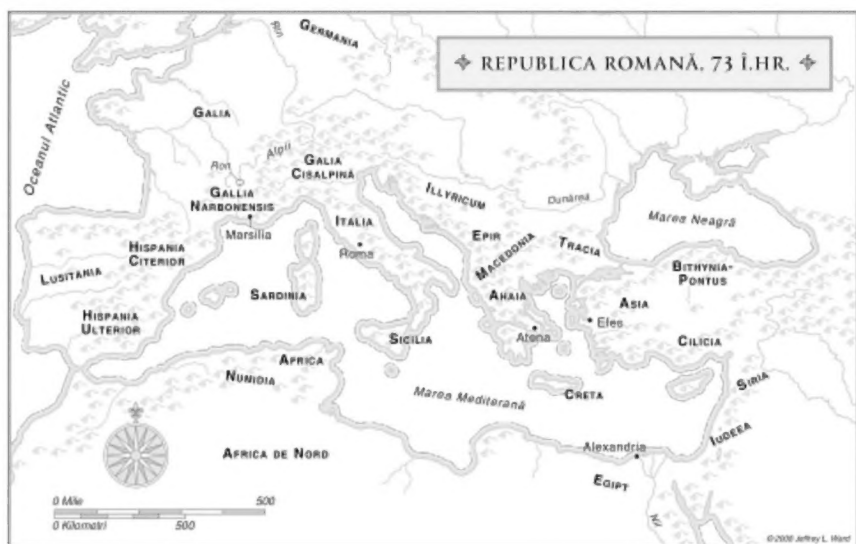 REPUBLICA ROMANĂ, 73 Î.HR.
Oceanul Atlantic
Rin
GERMANIA
GALIA
Ron
Alpii
GALIA
CISALPINĂ
GALLIA
NARBONENSIS
Marsilia
ITALIA
Roma
ILLYRICUM
Dunărea
Marea Neagră
EPIR
MACEDONIA
TRACIA
BITHYNIA-
PONTUS
HISPANIA
CITERIOR
LUSITANIA
HISPANIA
ULTERIOR
SARDINIA
SICILIA
AHAIA
Atena
ASIA
Efes
CILICIA
AFRICA
NUNIDIA
Marea Mediterană
CRETA
SIRIA
IUDEEA
AFRICA DE NORD
Alexandria
EGIPT
Nil
0 Mile 500
0 Kilometri 500
©2008 Jeffrey L. Ward